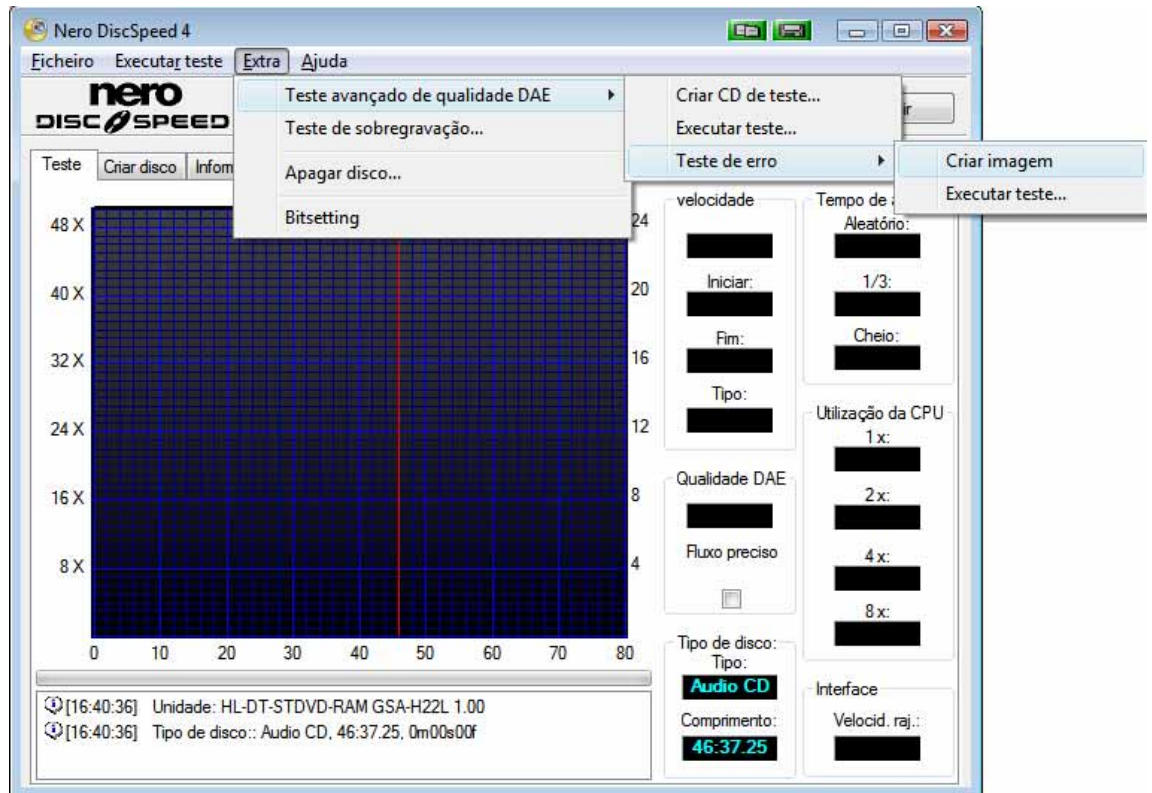 Nero DiscSpeed 4
Ficheiro Executar teste Extra Ajuda
nero
DISC SPEED
Teste avançado de qualidade DAE
Teste de sobregravação...
Apagar disco...
Bitsetting
Criar CD de teste...
Executar teste...
Teste de erro
Criar imagem
Executar teste...
ir
Teste Criar disco Infom
velocidade
Iniciar:
Fim:
Tipo:
Tempo de a
Aleatório:
1/3:
Cheio:
48 X
40 X
32 X
24 X
16 X
8 X
24
20
16
12
8
4
0 10 20 30 40 50 60 70 80
Qualidade DAE
Fluxo preciso
Utilização da CPU
1 x:
2 x:
4 x:
8 x:
Tipo de disco:
Tipo:
Audio CD
Comprimento:
46:37.25
Interface
Velocid. raj.:
[16:40:36] Unidade: HL-DT-STDVD-RAM GSA-H22L 1.00
[16:40:36] Tipo de disco:: Audio CD, 46:37.25, 0m00s00f